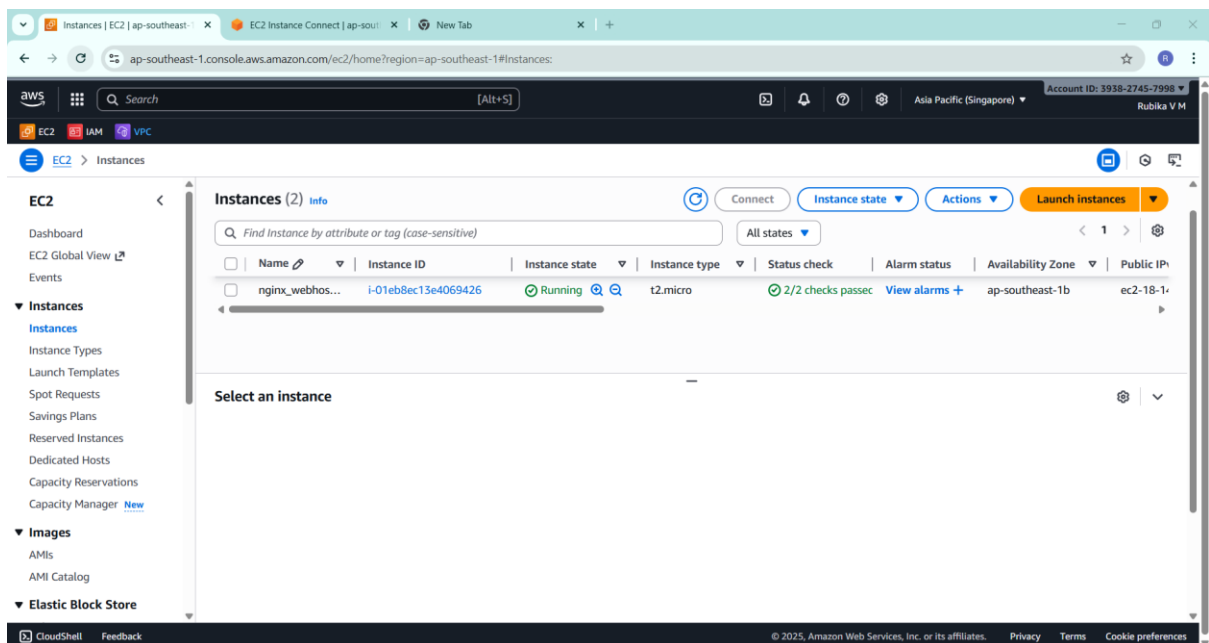 Instances | EC2 | ap-southeast-1
EC2 Instance Connect | ap-sout
New Tab
ap-southeast-1.console.aws.amazon.com/ec2/home?region=ap-southeast-1#Instances:
R
aws
Search [Alt+S]
Asia Pacific (Singapore)
Account ID: 3938-2745-7998
Rubika V M
EC2 IAM VPC
EC2 > Instances
EC2
Dashboard
EC2 Global View
Events
Instances
Instances
Instance Types
Launch Templates
Spot Requests
Savings Plans
Reserved Instances
Dedicated Hosts
Capacity Reservations
Capacity Manager New
Images
AMIs
AMI Catalog
Elastic Block Store
Instances (2) Info
Connect
Instance state
Actions
Launch instances
Find Instance by attribute or tag (case-sensitive)
All states
1
Name Instance ID Instance state Instance type Status check Alarm status Availability Zone Public IPv
nginx_webhos... i-01eb8ec13e4069426 Running t2.micro 2/2 checks passec View alarms + ap-southeast-1b ec2-18-14
Select an instance
CloudShell Feedback
© 2025, Amazon Web Services, Inc. or its affiliates. Privacy Terms Cookie preferences